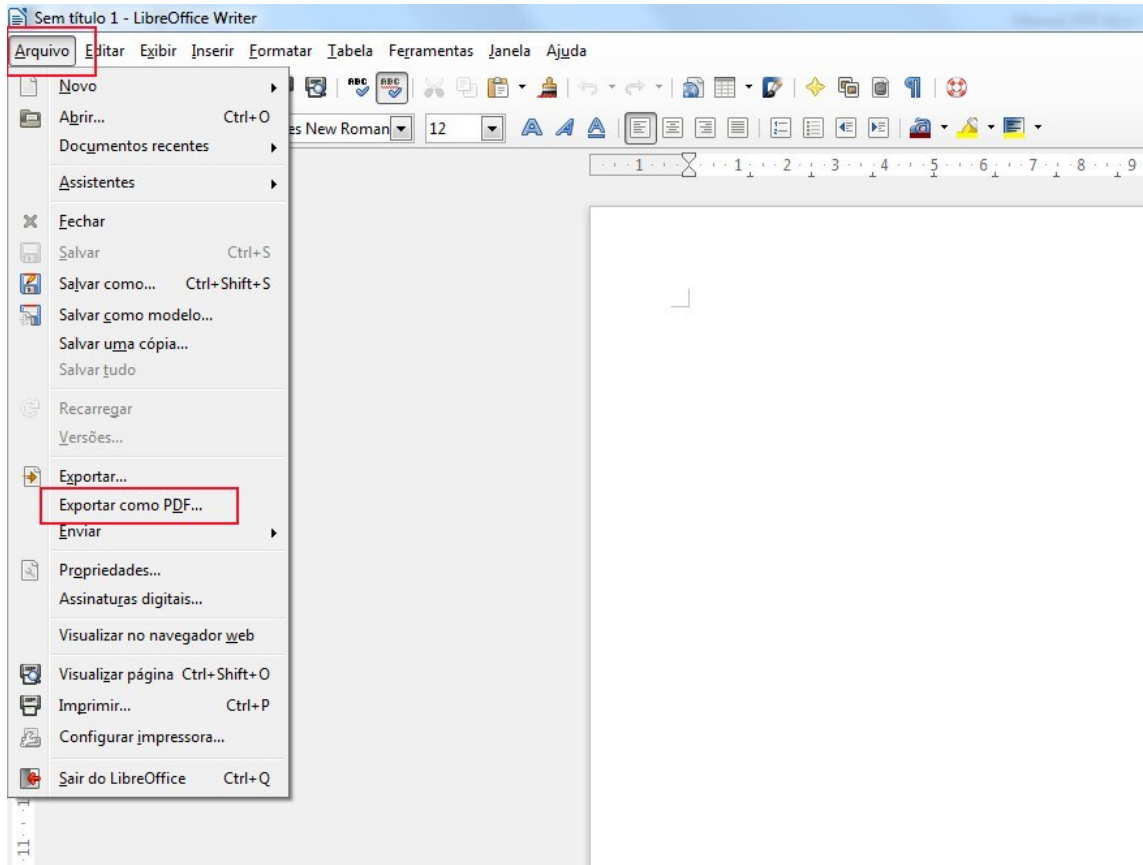 Sem título 1 - LibreOffice Writer
Arquivo Editar Exibir Inserir Formatar Tabela Ferramentas Janela Ajuda
Novo
ABC ABC
Abrir... Ctrl+O
es New Roman 12
Documentos recentes
1 1 2 3 4 5 6 7 8 9
Assistentes
Fechar
Salvar Ctrl+S
Salvar como... Ctrl+Shift+S
Salvar como modelo...
Salvar uma cópia...
Salvar tudo
Recarregar
Versões...
Exportar...
Exportar como PDF...
Enviar
Propriedades...
Assinaturas digitais...
Visualizar no navegador web
Visualizar página Ctrl+Shift+O
Imprimir... Ctrl+P
Configurar impressora...
Sair do LibreOffice Ctrl+Q
11